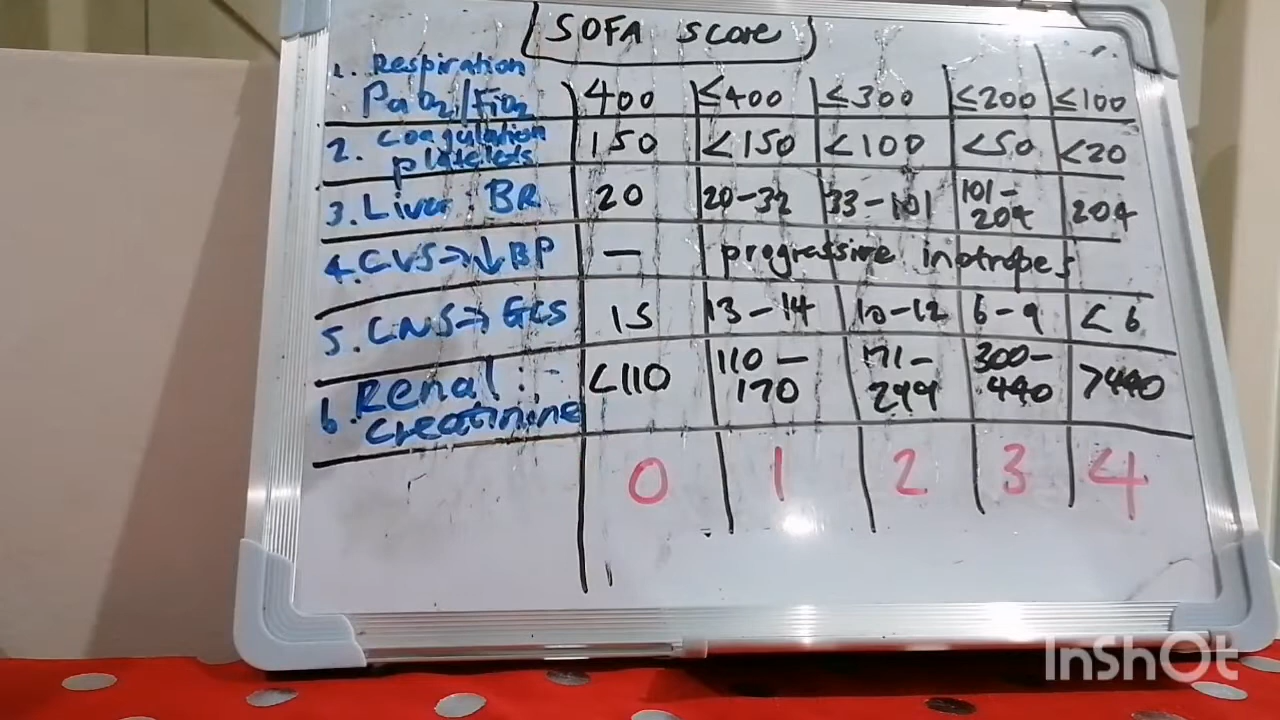 SOFA score
1. Respiration
PaO2/FiO2 400 ≤400 ≤300 ≤200 ≤100
2. Coagulation platelets 150 <150 <100 <50 <20
3. Liver: BR 20 20-32 33-101 101-204 204
4. CVS⇒↓BP — progressive inotropes
5. CNS⇒GCS 15 13-14 10-12 6-9 <6
6. Renal: creatinine <110 110-170 171-299 300-440 >440
0 1 2 3 4
InShOt